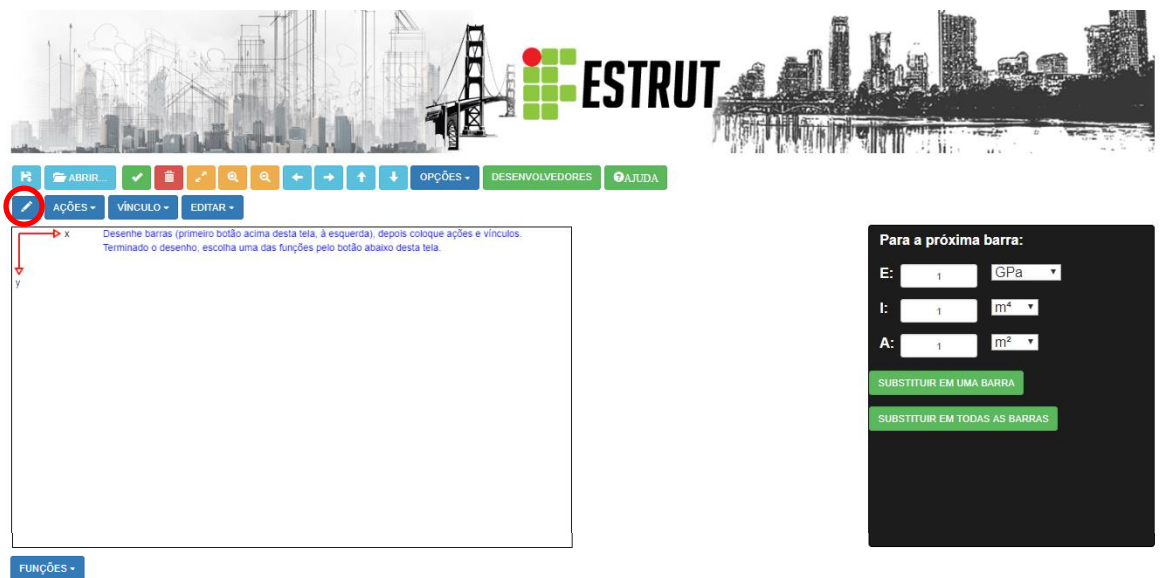 ESTRUT
ABRIR...
OPÇÕES
DESENVOLVEDORES
AJUDA
AÇÕES
VÍNCULO
EDITAR
x
Desenhe barras (primeiro botão acima desta tela, à esquerda), depois coloque ações e vínculos.
Terminado o desenho, escolha uma das funções pelo botão abaixo desta tela.
y
Para a próxima barra:
E: 1 GPa
I: 1 m⁴
A: 1 m²
SUBSTITUIR EM UMA BARRA
SUBSTITUIR EM TODAS AS BARRAS
FUNÇÕES